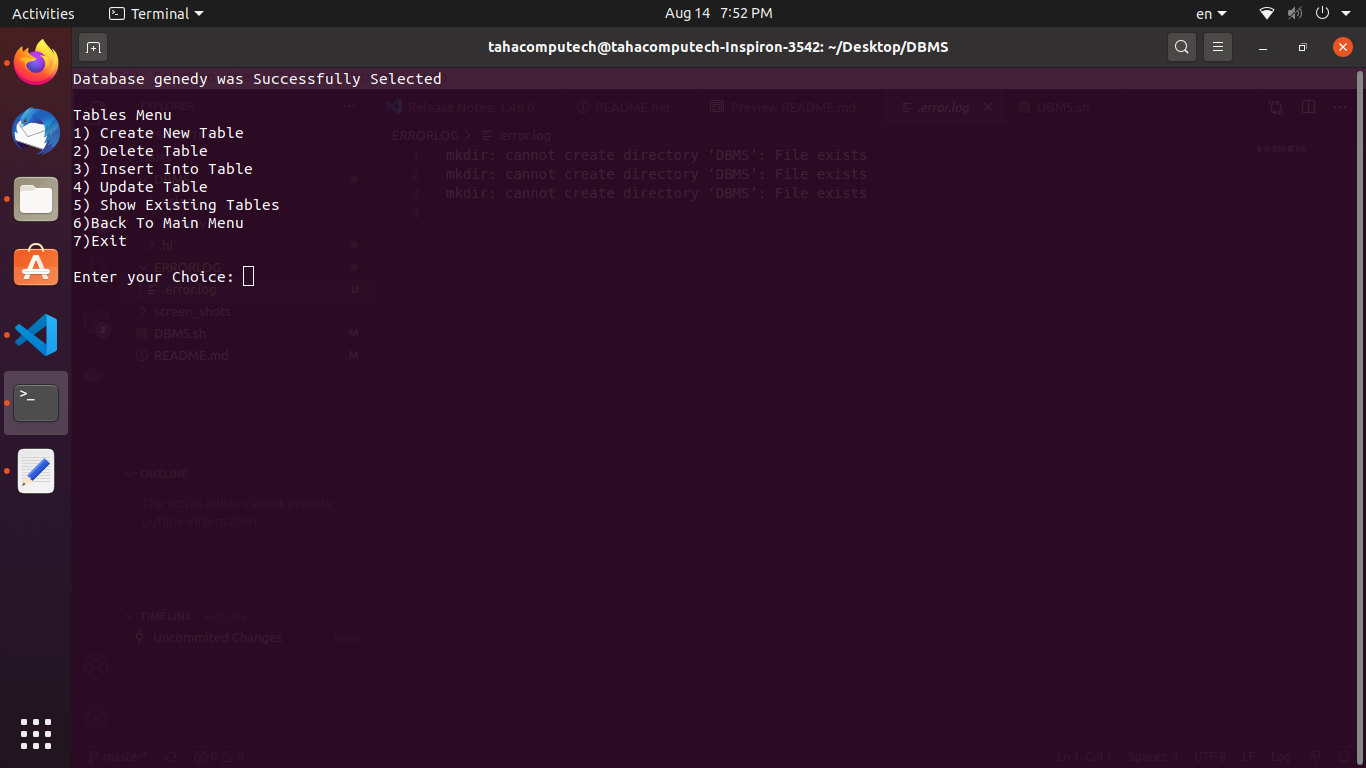 Activities Terminal Aug 14 7:52 PM en
tahacomputech@tahacomputech-Inspiron-3542: ~/Desktop/DBMS
Database genedy was Successfully Selected
Tables Menu
1) Create New Table
2) Delete Table
3) Insert Into Table
4) Update Table
5) Show Existing Tables
6)Back To Main Menu
7)Exit
Enter your Choice:
EXPLORER
Release Notes: 1.48.0 README.md Preview README.md .error.log DBMS.sh
ERRORLOG > .error.log
1 mkdir: cannot create directory ‘DBMS’: File exists
2 mkdir: cannot create directory ‘DBMS’: File exists
3 mkdir: cannot create directory ‘DBMS’: File exists
4
hi
ERRORLOG
.error.log U
screen_shots
2
DBMS.sh M
README.md M
OUTLINE
The active editor cannot provide
outline information.
TIMELINE .error.log
Uncommited Changes now
master* 0 0 Ln 1, Col 1 Spaces: 4 UTF-8 LF Log